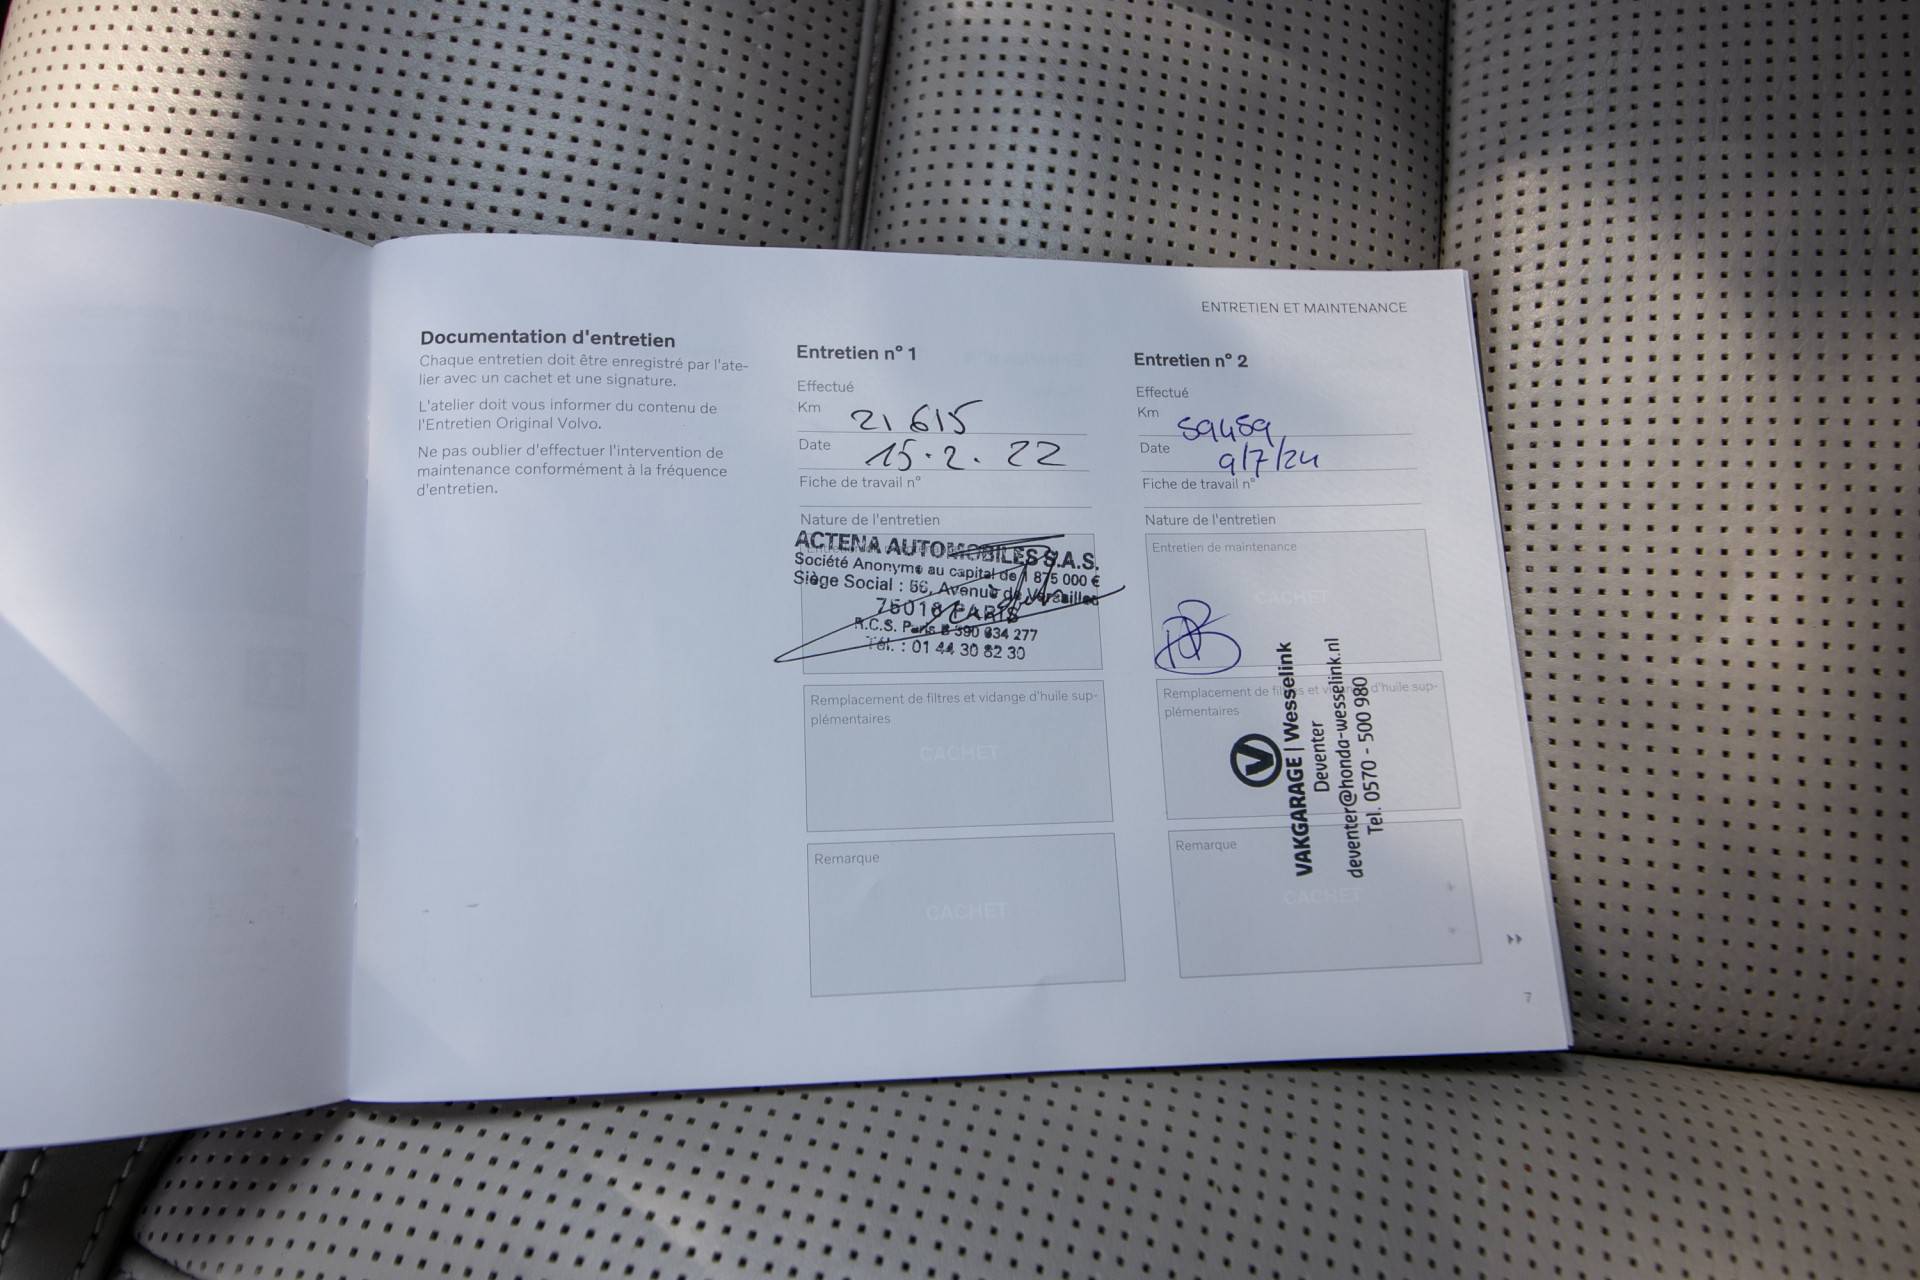 ENTRETIEN ET MAINTENANCE
Documentation d'entretien
Chaque entretien doit être enregistré par l'ate-
lier avec un cachet et une signature.
L'atelier doit vous informer du contenu de
l'Entretien Original Volvo.
Ne pas oublier d'effectuer l'intervention de
maintenance conformément à la fréquence
d'entretien.
Entretien n° 1
Effectué
Km 21 615
Date 15.2.22
Fiche de travail n°
Nature de l'entretien
ACTENA AUTOMOBILES S.A.S.
Société Anonyme au capital de 1 875 000 €
Siège Social : 56, Avenue de Versailles
75016 PARIS
R.C.S. Paris B 390 634 277
Tél. : 01 44 30 82 30
Remplacement de filtres et vidange d'huile sup-
plémentaires
CACHET
Remarque
CACHET
Entretien n° 2
Effectué
Km 59459
Date 9/7/24
Fiche de travail n°
Nature de l'entretien
Entretien de maintenance
CACHET
Remplacement de filtres et vidange d'huile sup-
plémentaires
VAKGARAGE | Wesselink
Deventer
deventer@honda-wesselink.nl
Tel. 0570 - 500 980
Remarque
CACHET
7